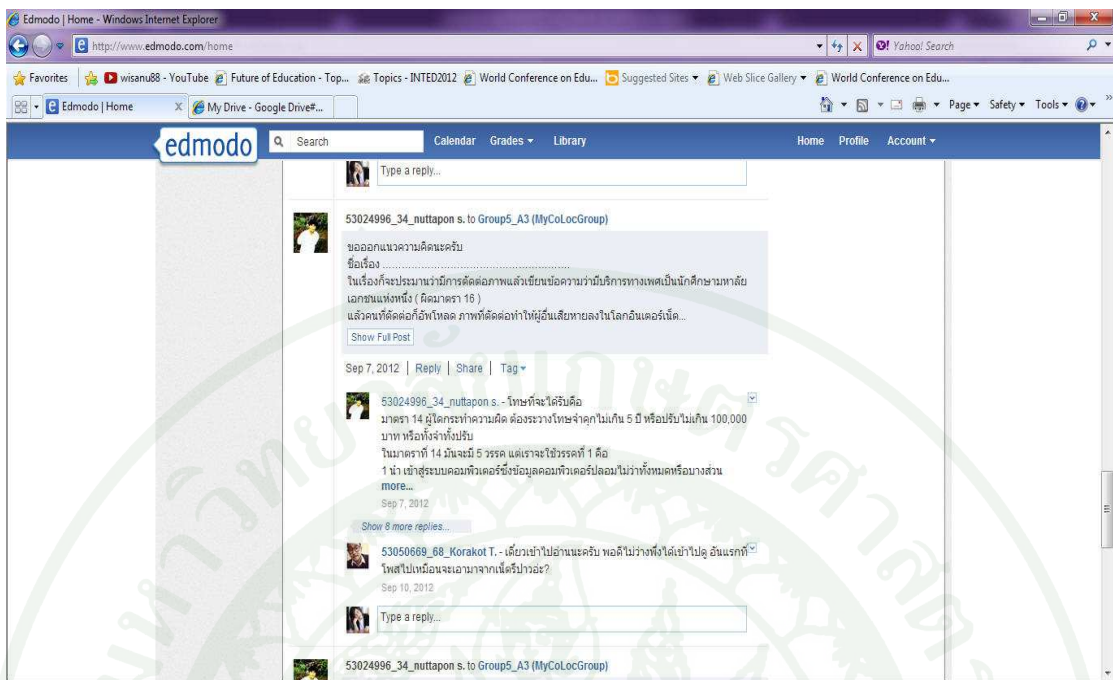 Edmodo | Home - Windows Internet Explorer
http://www.edmodo.com/home
Yahoo! Search
Favorites wisanu88 - YouTube Future of Education - Top... Topics - INTED2012 World Conference on Edu... Suggested Sites Web Slice Gallery World Conference on Edu...
Edmodo | Home My Drive - Google Drive#... Page Safety Tools
edmodo Search Calendar Grades Library Home Profile Account
Type a reply...
53024996_34_nuttapon s. to Group5_A3 (MyCoLocGroup)
ขอออกแนวความคิดนะครับ
ชื่อเรื่อง ............................................................
ในเรื่องก็จะประมานว่ามีการตัดต่อภาพแล้วเขียนข้อความว่ามีบริการทางเพศเป็นนักศึกษามหาลัย
เอกชนแห่งหนึ่ง ( ผิดมาตรา 16 )
แล้วคนที่ตัดต่อก็อัพโหลด ภาพที่ตัดต่อทำให้ผู้อื่นเสียหายลงในโลกอินเตอร์เน็ต...
Show Full Post
Sep 7, 2012 | Reply | Share | Tag
53024996_34_nuttapon s. - โทษที่จะได้รับคือ
มาตรา 14 ผู้ใดกระทำความผิด ต้องระวางโทษจำคุกไม่เกิน 5 ปี หรือปรับไม่เกิน 100,000
บาท หรือทั้งจำทั้งปรับ
ในมาตราที่ 14 มันจะมี 5 วรรค แต่เราจะใช้วรรคที่ 1 คือ
1 นำ เข้าสู่ระบบคอมพิวเตอร์ซึ่งข้อมูลคอมพิวเตอร์ปลอมไม่ว่าทั้งหมดหรือบางส่วน
more...
Sep 7, 2012
Show 8 more replies...
53050669_68_Korakot T. - เดี๋ยวเข้าไปอ่านนะครับ พอดีไม่ว่างพึ่งได้เข้าไปดู อันแรกที่
โพสไปเหมือนจะเอามาจากเน็ตรึปาวอ่ะ?
Sep 10, 2012
Type a reply...
53024996_34_nuttapon s. to Group5_A3 (MyCoLocGroup)